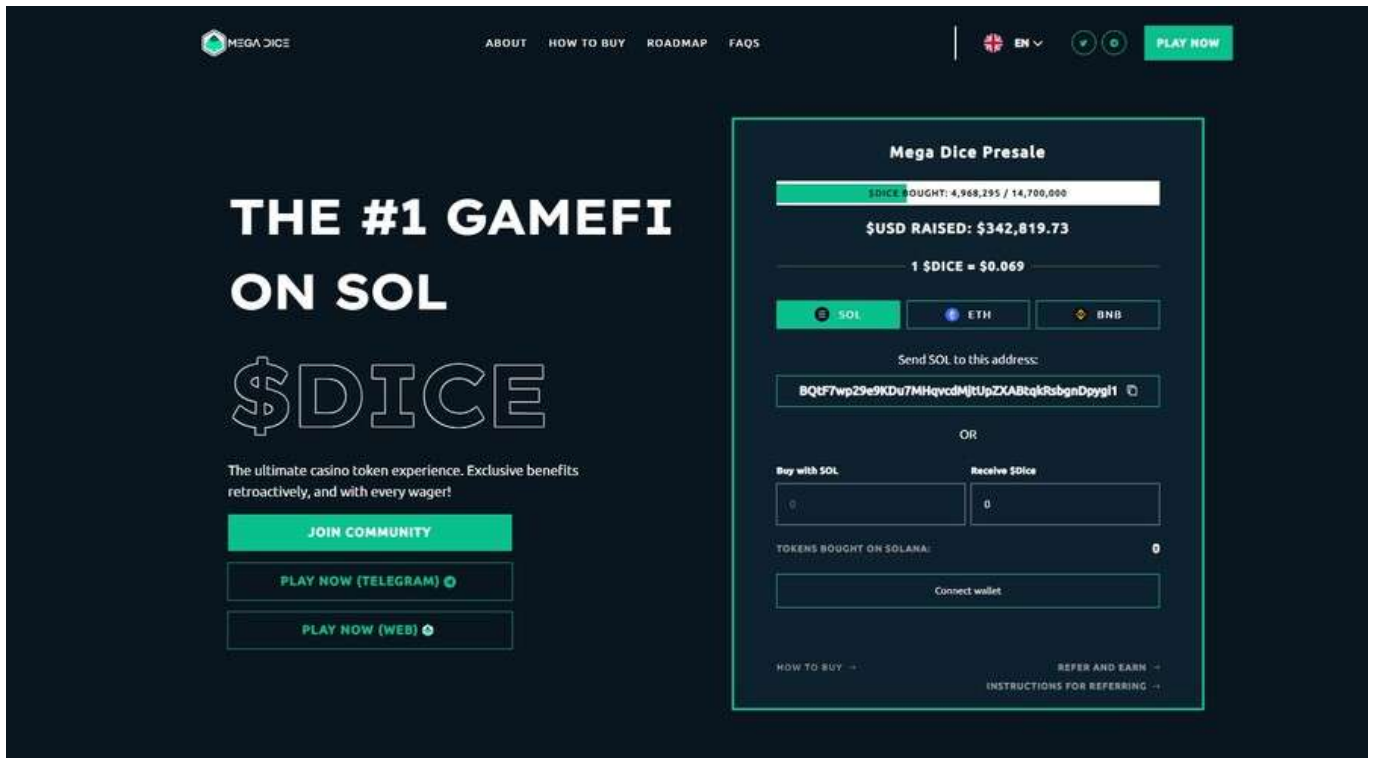 MEGA DICE
ABOUT HOW TO BUY ROADMAP FAQS
EN
PLAY NOW
THE #1 GAMEFI
ON SOL
$DICE
The ultimate casino token experience. Exclusive benefits
retroactively, and with every wager!
JOIN COMMUNITY
PLAY NOW (TELEGRAM)
PLAY NOW (WEB)
Mega Dice Presale
$DICE BOUGHT: 4,968,295 / 14,700,000
$USD RAISED: $342,819.73
1 $DICE = $0.069
SOL ETH BNB
Send SOL to this address:
BQtF7wp29e9KDu7MHqvcdMjtUpZXABtqkRsbgnDpygi1
OR
Buy with SOL Receive $Dice
0 0
TOKENS BOUGHT ON SOLANA: 0
Connect wallet
HOW TO BUY → REFER AND EARN →
INSTRUCTIONS FOR REFERRING →